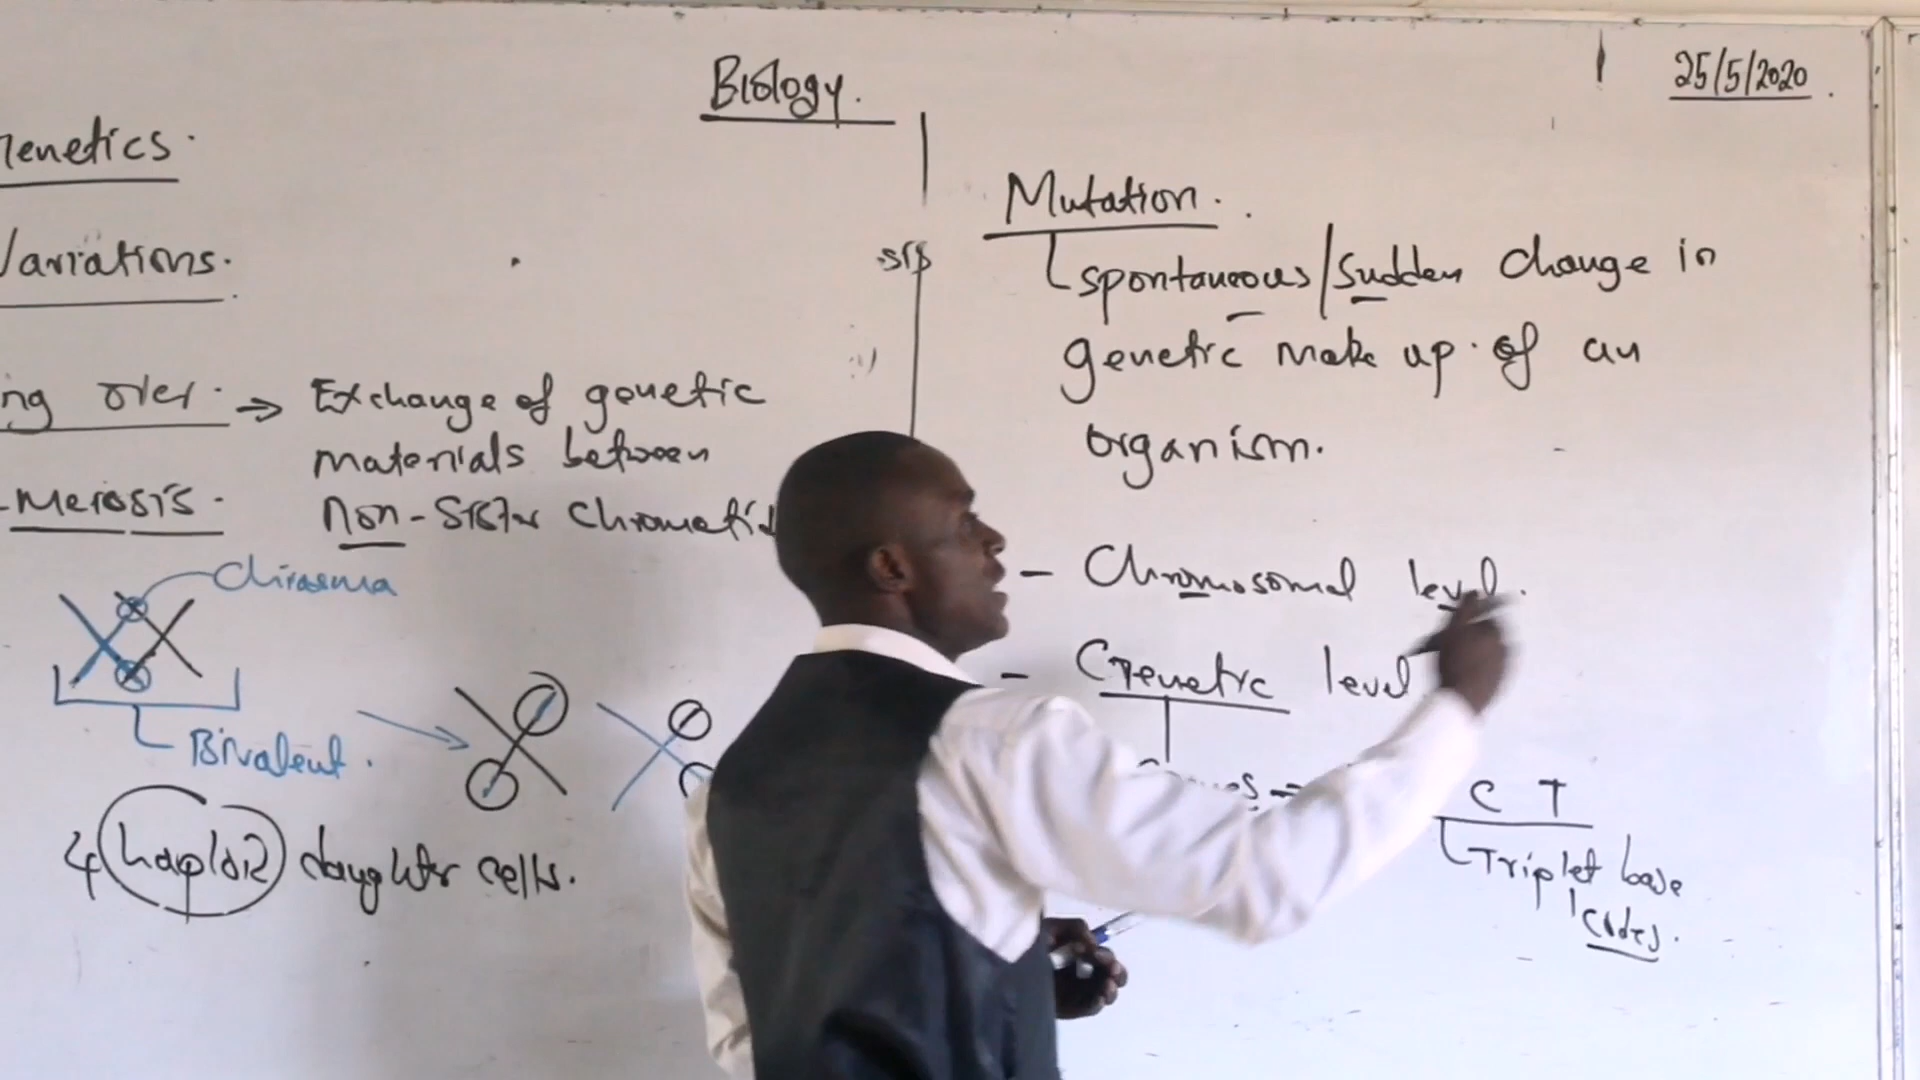 Biology.
25/5/2020.
Genetics.
Variations.
ng over. → Exchange of genetic
materials between
- Meiosis. Non-Sister Chromatid
Chiasma
Bivalent.
4 haploid daughter cells.
Mutation.
spontaneous/sudden change in
genetic make up of an
organism.
- Chromosomal level.
- Genetic level
C T
Triplet base
codes.